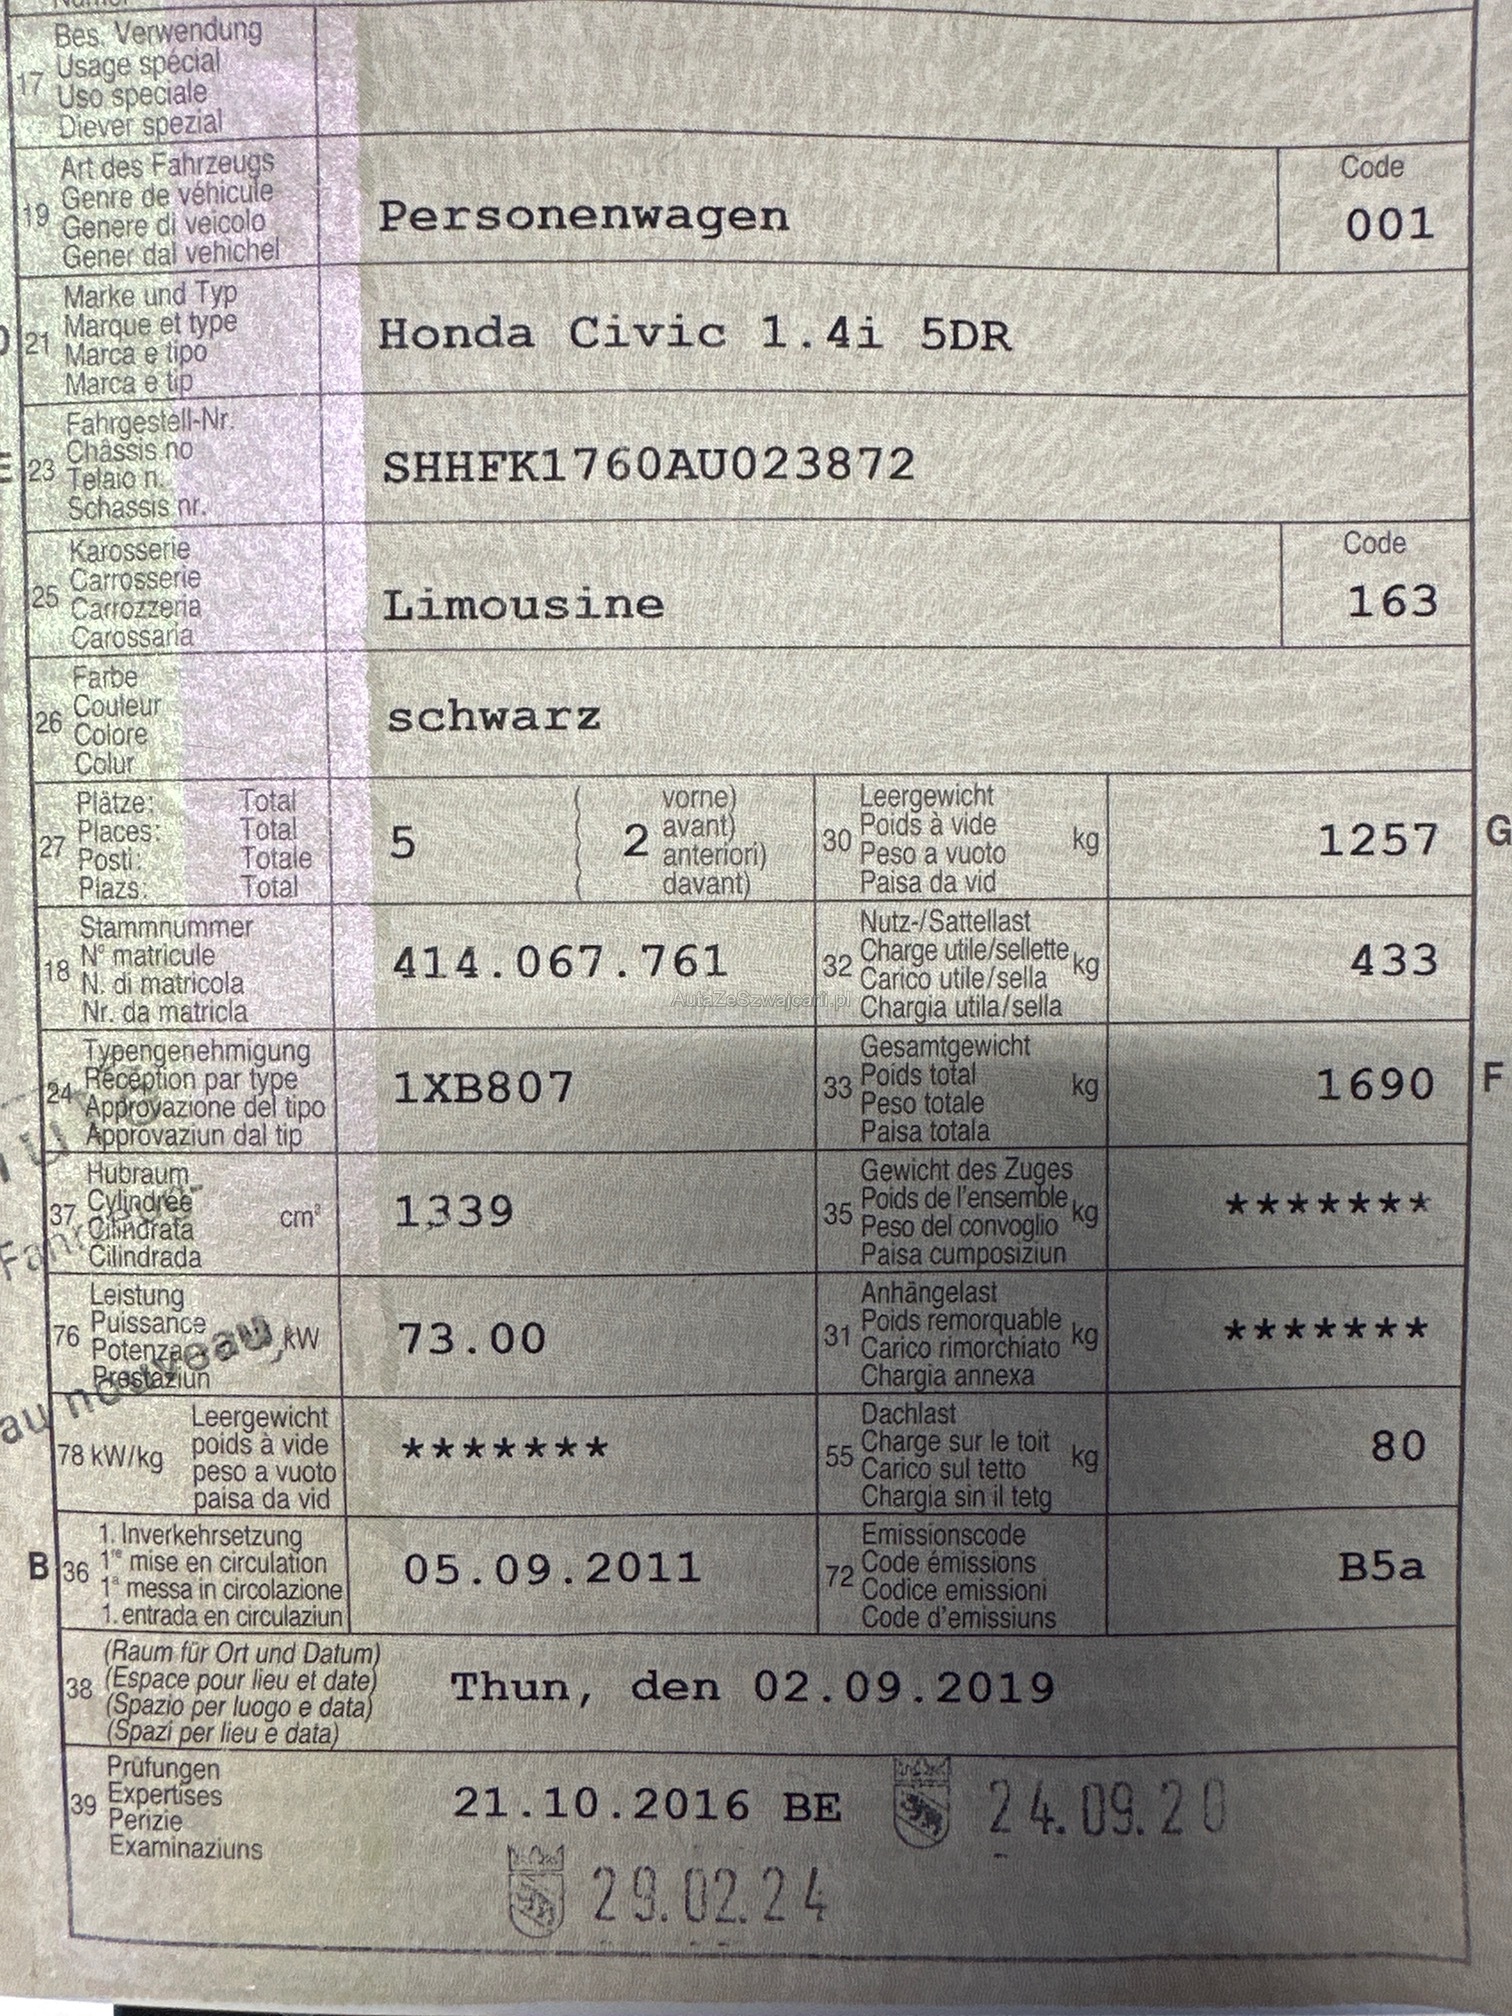 17 Bes. Verwendung
Usage spécial
Uso speciale
Diever spezial
19 Art des Fahrzeugs
Genre de véhicule
Genere di veicolo
Gener dal vehichel
Personenwagen
Code
001
21 Marke und Typ
Marque et type
Marca e tipo
Marca e tip
Honda Civic 1.4i 5DR
23 Fahrgestell-Nr.
Châssis no
Telaio n.
Schassis nr.
SHHFK1760AU023872
25 Karosserie
Carrosserie
Carrozzeria
Carossaria
Limousine
Code
163
26 Farbe
Couleur
Colore
Colur
schwarz
27 Plätze: Total
Places: Total
Posti: Totale
Plazs: Total
5
( 2 vorne)
avant)
anteriori)
davant)
30 Leergewicht
Poids à vide
Peso a vuoto
Paisa da vid
kg
1257
G
18 Stammnummer
N° matricule
N. di matricola
Nr. da matricla
414.067.761
AutaZeSzwajcarii.pl
32 Nutz-/Sattellast
Charge utile/sellette
Carico utile/sella
Chargia utila/sella
kg
433
24 Typengenehmigung
Réception par type
Approvazione del tipo
Approvaziun dal tip
1XB807
33 Gesamtgewicht
Poids total
Peso totale
Paisa totala
kg
1690
F
37 Hubraum
Cylindrée
Cilindrata
Cilindrada
cm³
1339
35 Gewicht des Zuges
Poids de l'ensemble
Peso del convoglio
Paisa cumposiziun
kg
*******
76 Leistung
Puissance
Potenza
Prestaziun
kW
73.00
31 Anhängelast
Poids remorquable
Carico rimorchiato
Chargia annexa
kg
*******
au nouveau
78 kW/kg
Leergewicht
poids à vide
peso a vuoto
paisa da vid
*******
55 Dachlast
Charge sur le toit
Carico sul tetto
Chargia sin il tetg
kg
80
B
36 1. Inverkehrsetzung
1re mise en circulation
1a messa in circolazione
1. entrada en circulaziun
05.09.2011
72 Emissionscode
Code émissions
Codice emissioni
Code d'emissiuns
B5a
38 (Raum für Ort und Datum)
(Espace pour lieu et date)
(Spazio per luogo e data)
(Spazi per lieu e data)
Thun, den 02.09.2019
39 Prüfungen
Expertises
Perizie
Examinaziuns
21.10.2016 BE
24.09.20
29.02.24